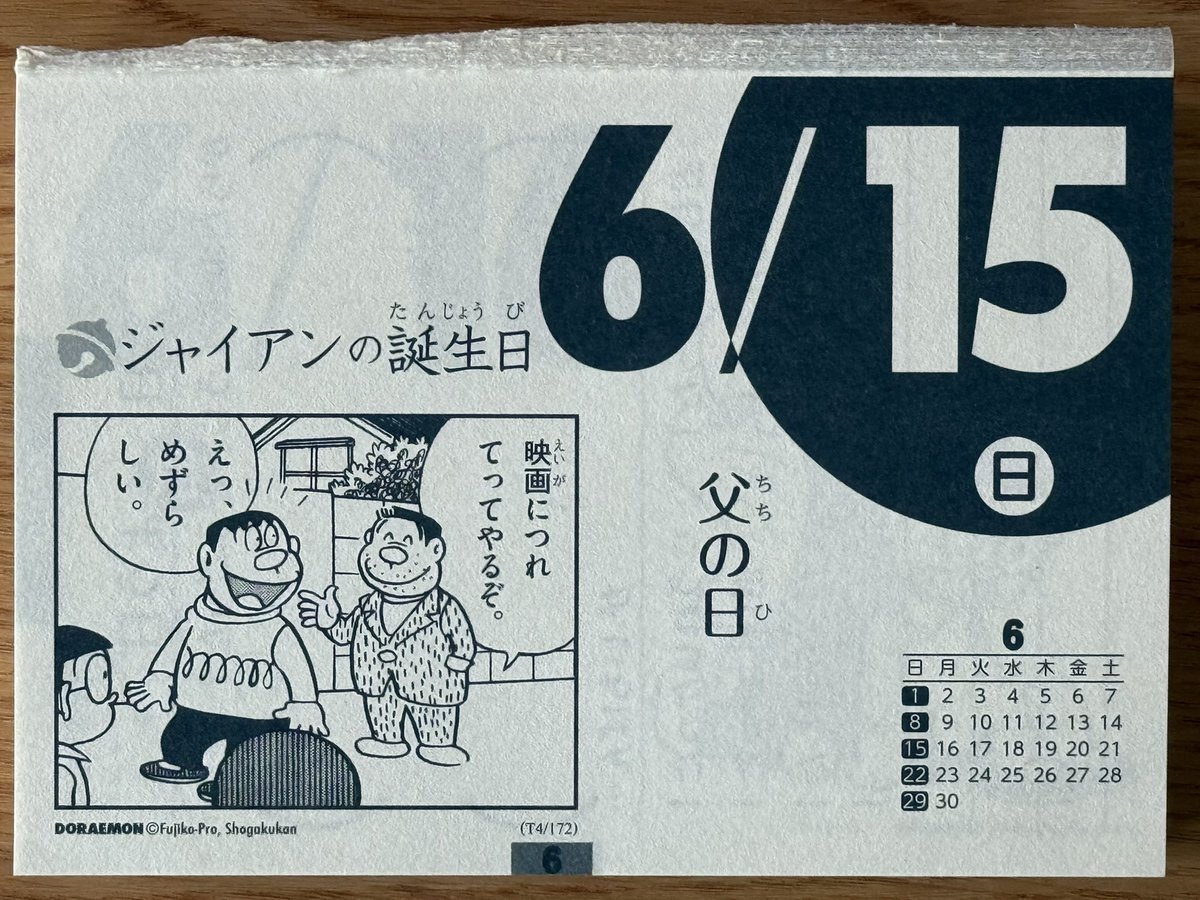 6/15
日
たんじょうび
ジャイアンの誕生日
父の日
ちち
ひ
映画につれ
えいが
てってやるぞ。
えっ、
めずら
しい。
6
日 月 火 水 木 金 土
1 2 3 4 5 6 7
8 9 10 11 12 13 14
15 16 17 18 19 20 21
22 23 24 25 26 27 28
29 30
DORAEMON ©Fujiko-Pro, Shogakukan
(T4/172)
6